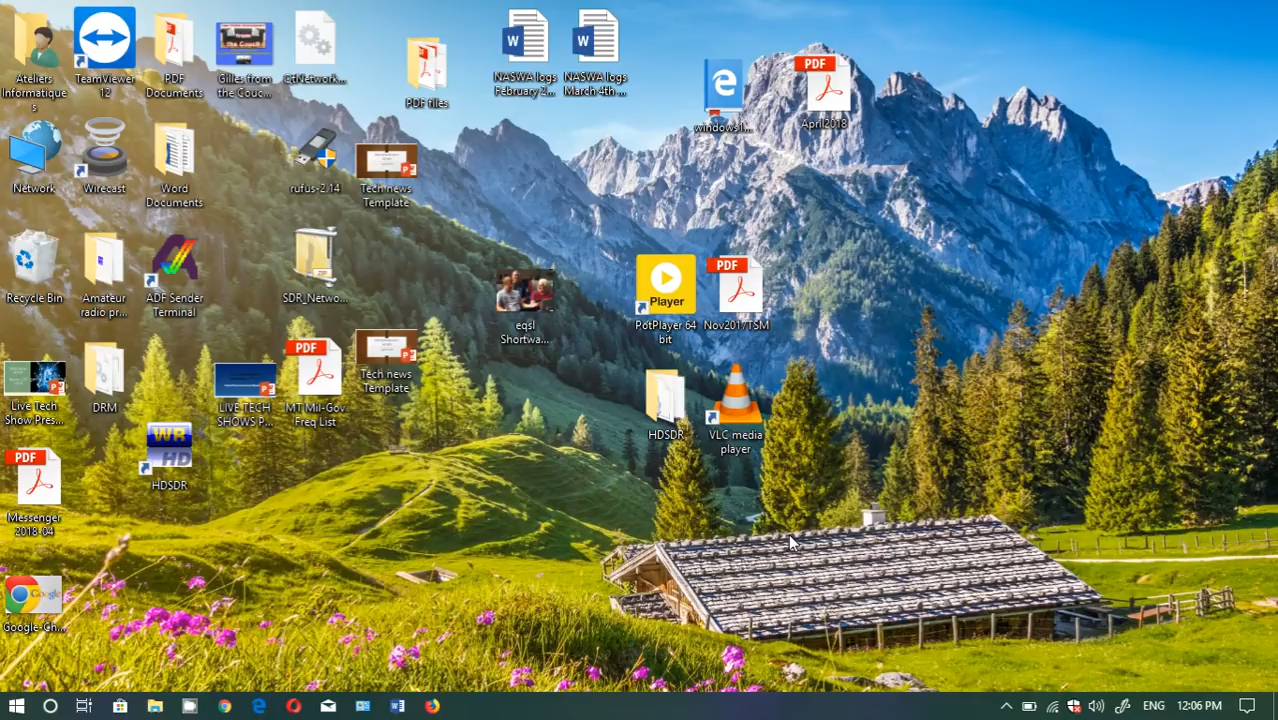 Ateliers
Informatique
s
TeamViewer
12
PDF
Documents
Gilles from
the Couc...
PDF files
W
NASWA logs
February 2...
W
NASWA logs
March 4th ...
PDF
April2018
Network
Wirecast
Word
Documents
rufus-2.14
P
Tech news
Template
Recycle Bin
Amateur
radio pr...
ADF Sender
Terminal
SDR_Netwo...
eqsl
Shortwa...
Player
PotPlayer 64
bit
PDF
Nov2017TSM
P
Live Tech
Show Pres...
DRM
P
LIVE TECH
SHOWS P...
PDF
MT Mil-Gov
Freq List
P
Tech news
Template
HDSDR
VLC media
player
PDF
Messenger
2018-04
WR
HD
HDSDR
Google
Google-Ch...
ENG
12:06 PM